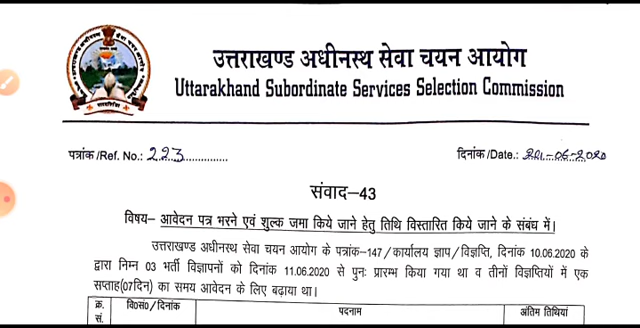 उत्तराखण्ड अधीनस्थ सेवा चयन आयोग
Uttarakhand Subordinate Services Selection Commission
पत्रांक /Ref. No.: 223..............
दिनांक /Date.: 22-06-2020
संवाद–43
विषय– आवेदन पत्र भरने एवं शुल्क जमा किये जाने हेतु तिथि विस्तारित किये जाने के संबंध में।
उत्तराखण्ड अधीनस्थ सेवा चयन आयोग के पत्रांक-147/कार्यालय ज्ञाप/विज्ञप्ति, दिनांक 10.06.2020 के
द्वारा निम्न 03 भर्ती विज्ञापनों को दिनांक 11.06.2020 से पुनः प्रारम्भ किया गया था व तीनों विज्ञप्तियों में एक
सप्ताह(07दिन) का समय आवेदन के लिए बढ़ाया था।
क्र. सं.
वि0सं0/दिनांक
पदनाम
अंतिम तिथियां